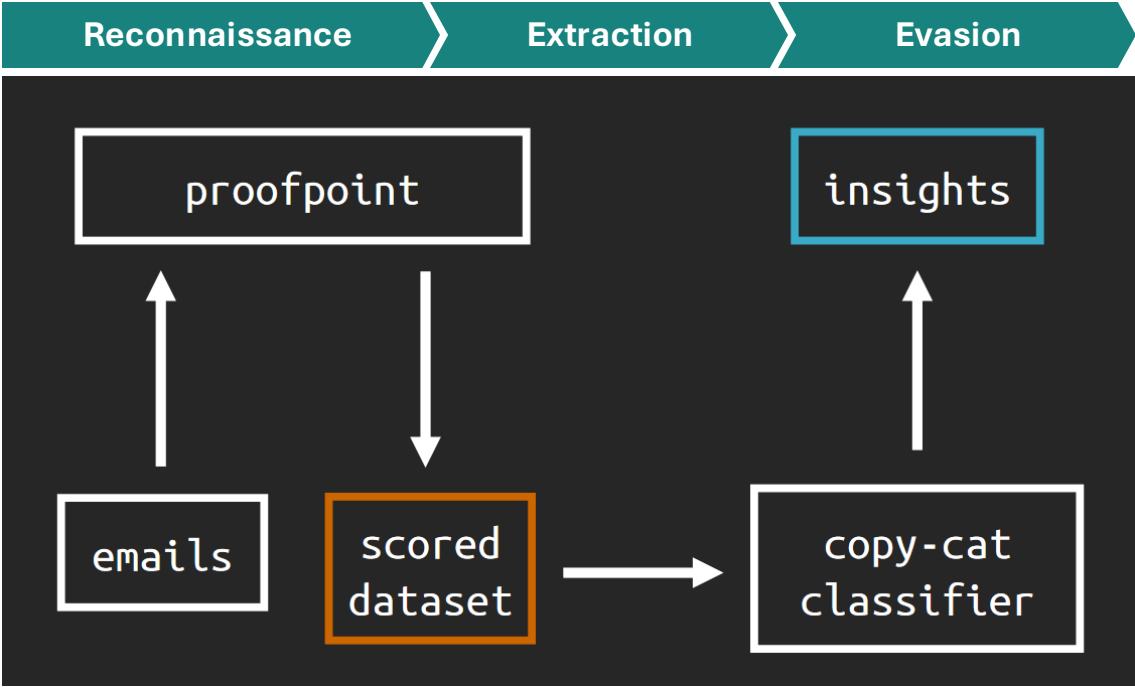 Reconnaissance
Extraction
Evasion
proofpoint
insights
emails
scored
dataset
copy-cat
classifier